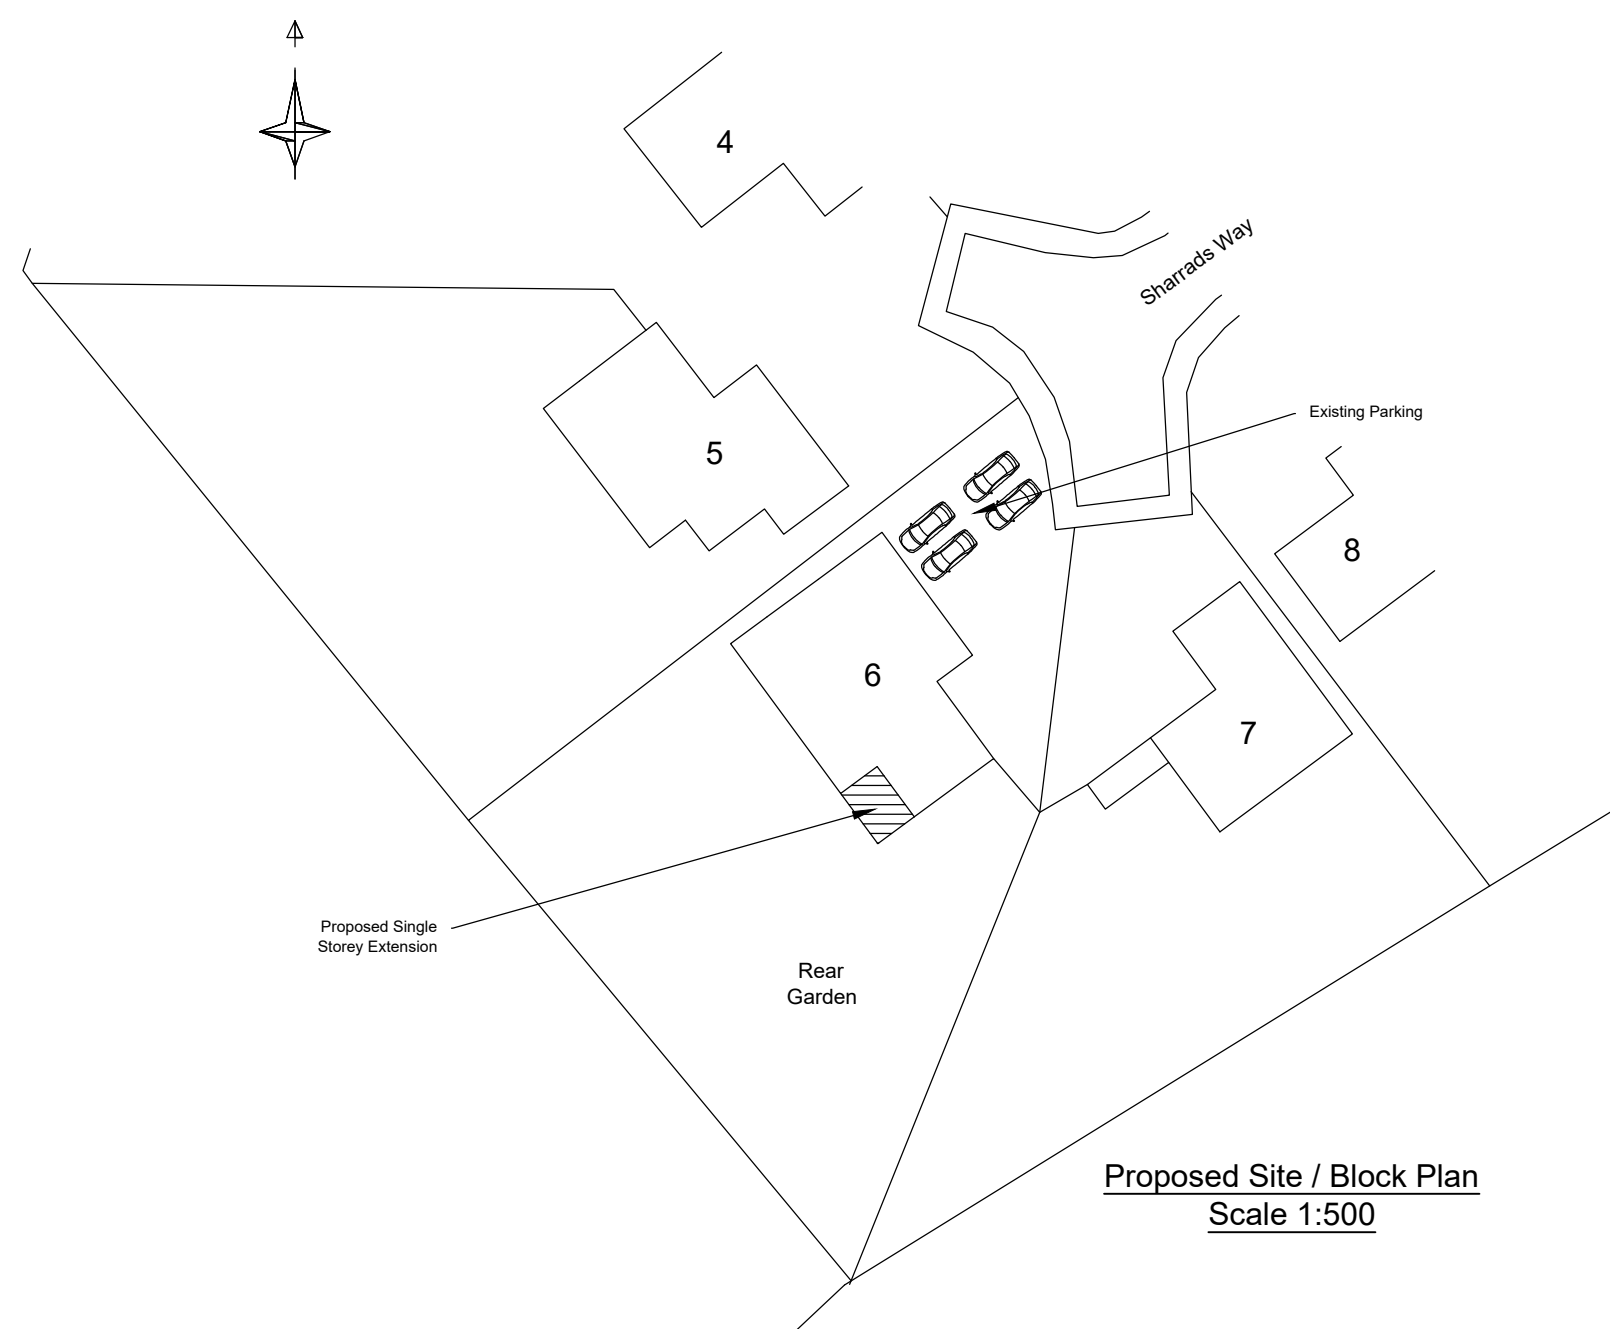 4
Sharrads Way
Existing Parking
5
8
6
7
Proposed Single
Storey Extension
Rear
Garden
Proposed Site / Block Plan
Scale 1:500